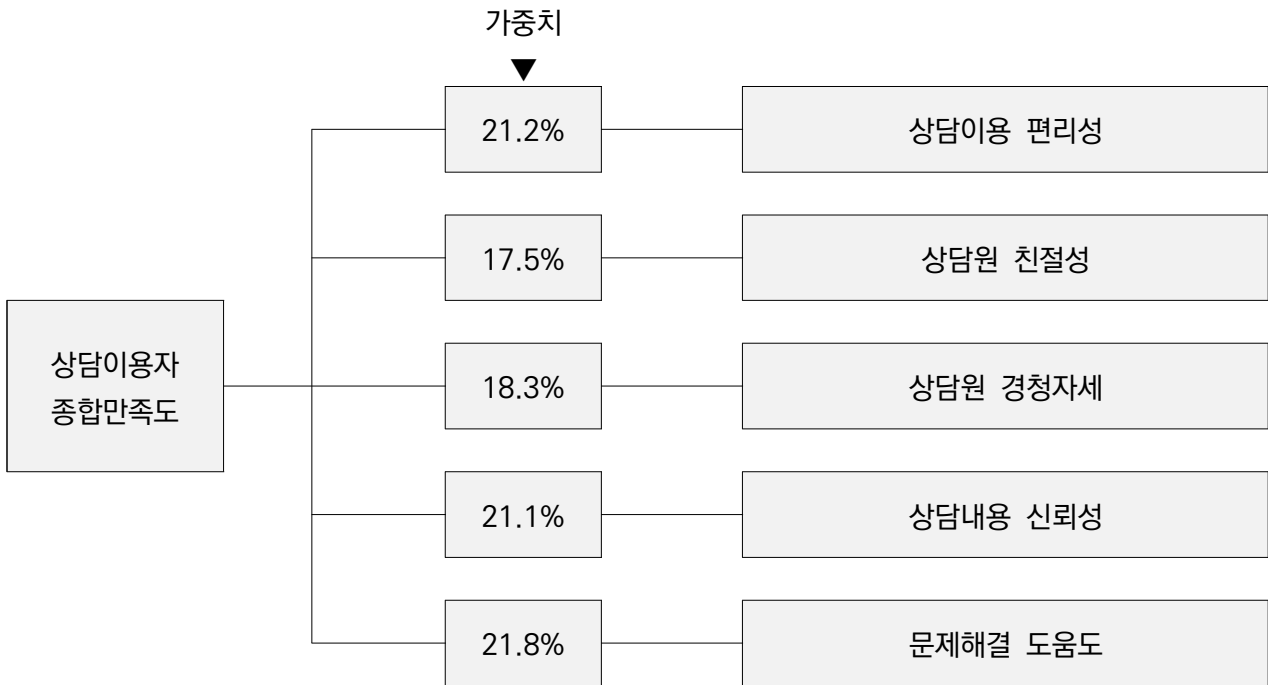 가중치
▼
21.2%
상담이용 편리성
17.5%
상담원 친절성
상담이용자
종합만족도
18.3%
상담원 경청자세
21.1%
상담내용 신뢰성
21.8%
문제해결 도움도